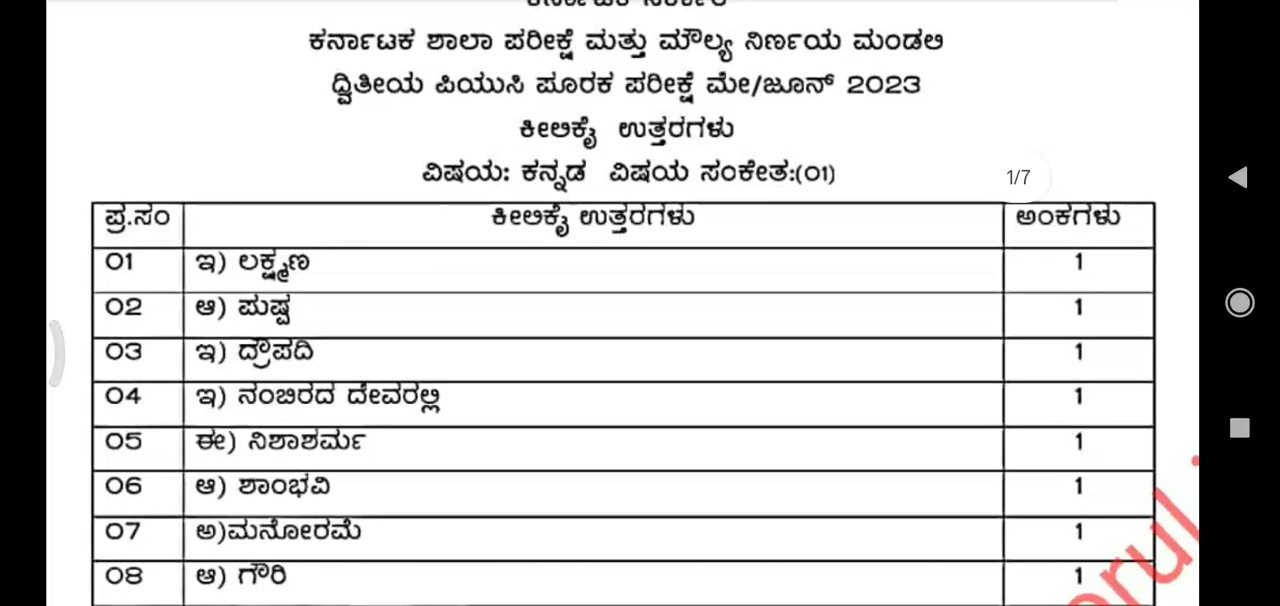 ಕರ್ನಾಟಕ ಶಾಲಾ ಪರೀಕ್ಷೆ ಮತ್ತು ಮೌಲ್ಯ ನಿರ್ಣಯ ಮಂಡಲಿ
ದ್ವಿತೀಯ ಪಿಯುಸಿ ಪೂರಕ ಪರೀಕ್ಷೆ ಮೇ/ಜೂನ್ 2023
ಕೀಲಿಕೈ ಉತ್ತರಗಳು
ವಿಷಯ: ಕನ್ನಡ ವಿಷಯ ಸಂಕೇತ:(01)
1/7
ಪ್ರ.ಸಂ ಕೀಲಿಕೈ ಉತ್ತರಗಳು ಅಂಕಗಳು
01 ಇ) ಲಕ್ಷ್ಮಣ 1
02 ಆ) ಪುಷ್ಪ 1
03 ಇ) ದ್ರೌಪದಿ 1
04 ಇ) ನಂಬಿರದ ದೇವರಲ್ಲಿ 1
05 ಈ) ನಿಶಾಶರ್ಮ 1
06 ಆ) ಶಾಂಭವಿ 1
07 ಅ)ಮನೋರಮೆ 1
08 ಆ) ಗೌರಿ 1